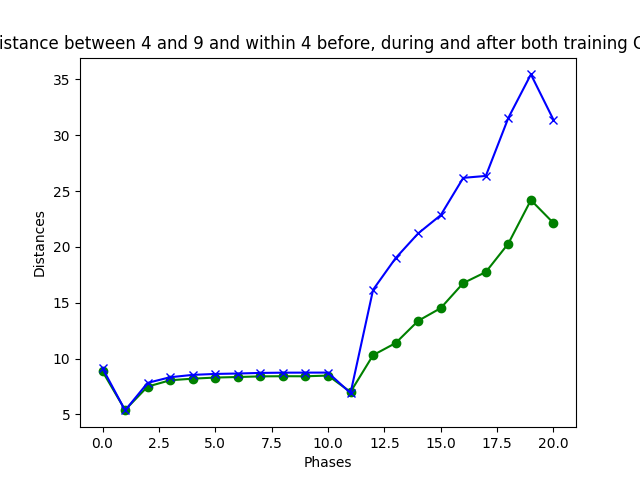 istance between 4 and 9 and within 4 before, during and after both training
35
30
25
20
15
10
5
Distances
0.0 2.5 5.0 7.5 10.0 12.5 15.0 17.5 20.0
Phases